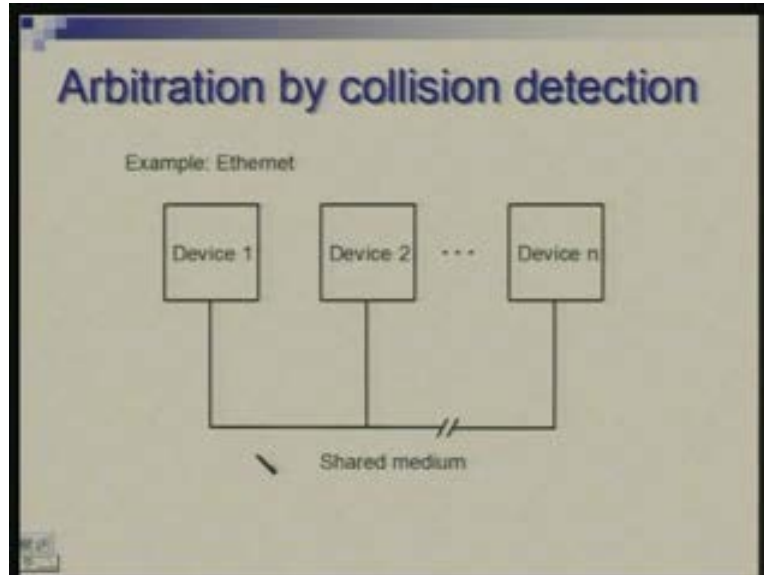 Arbitration by collision detection
Example: Ethernet
Device 1 Device 2 ... Device n
Shared medium